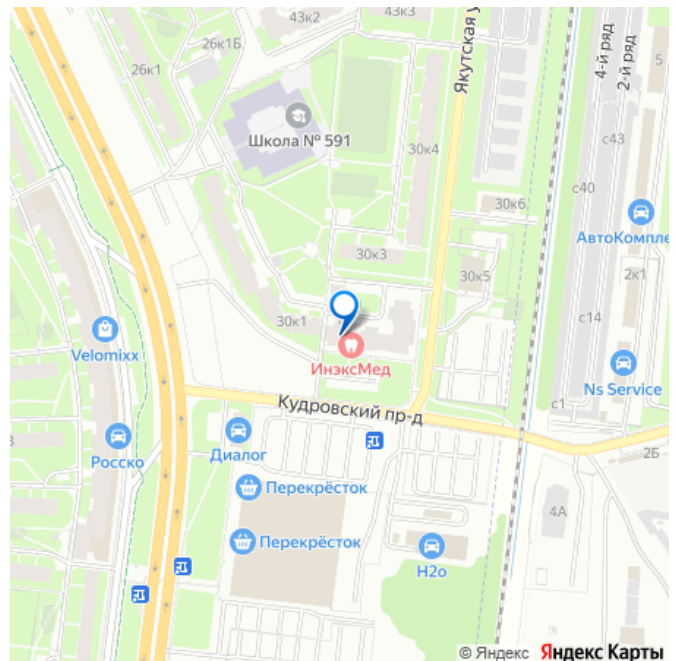 43к2
43к3
26к1Б
26к1
Якутская у
4-й ряд
2-й ряд
5
Школа № 591
с43
30к4
с40
30к6
АвтоКомпле
30к3
30к5
2к1
с14
30к1
Velomixx
ИнэксМед
Ns Service
Кудровский пр-д
с1
Росско
Диалог
2Б
Перекрёсток
4А
Перекрёсток
H2o
© Яндекс Яндекс Карты